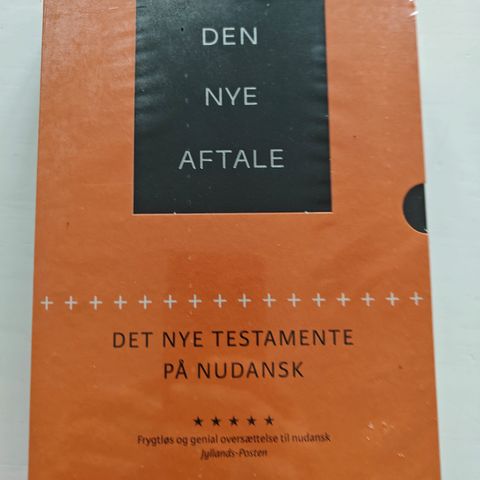 DEN
NYE
AFTALE
+ + + + + + + + + + + + + + + +
DET NYE TESTAMENTE
PÅ NUDANSK
★★★★★
Frygtløs og genial oversættelse til nudansk
Jyllands-Posten